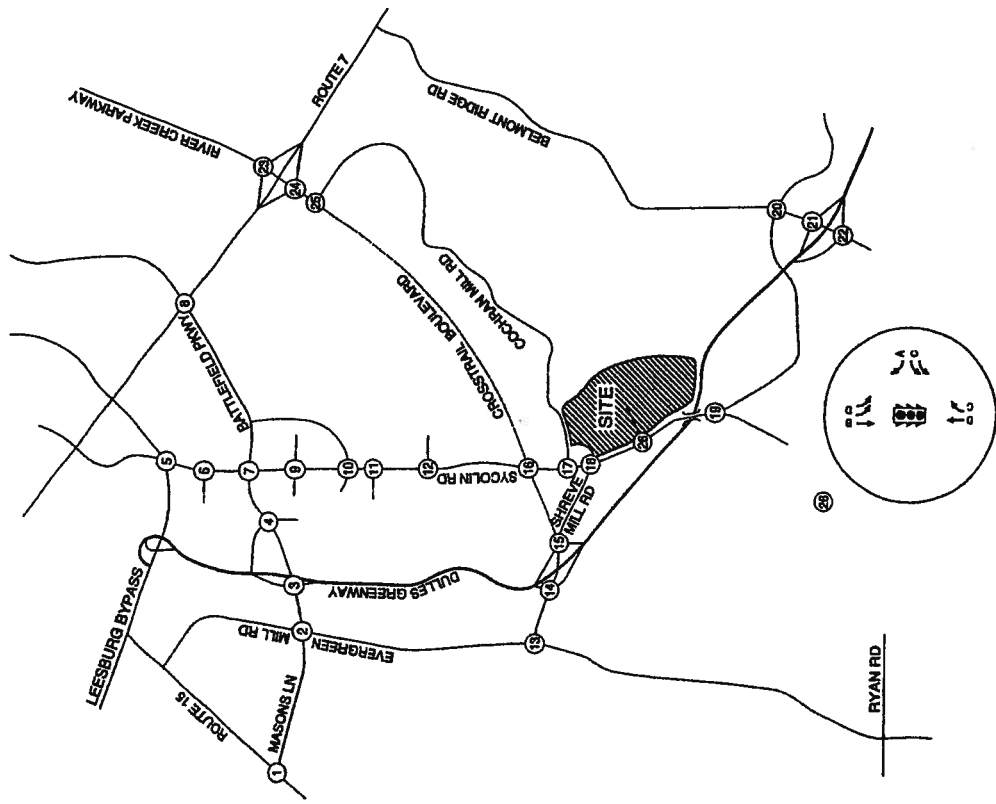 RIVER CREEK PARKWAY
ROUTE 7
BELMONT RIDGE RD
23
24
25
8
BATTLEFIELD PKWY
CROSSTRAIL BOULEVARD
COCHRAN MILL RD
20
21
22
5
6
7
9
10
11
12
SYCOLIN RD
16
17
18
SITE
26
19
SHREVE
MILL RD
4
3
15
14
LEESBURG BYPASS
DULLES GREENWAY
2
EVERGREEN
MILL RD
13
ROUTE 15
MASONS LN
1
RYAN RD
26